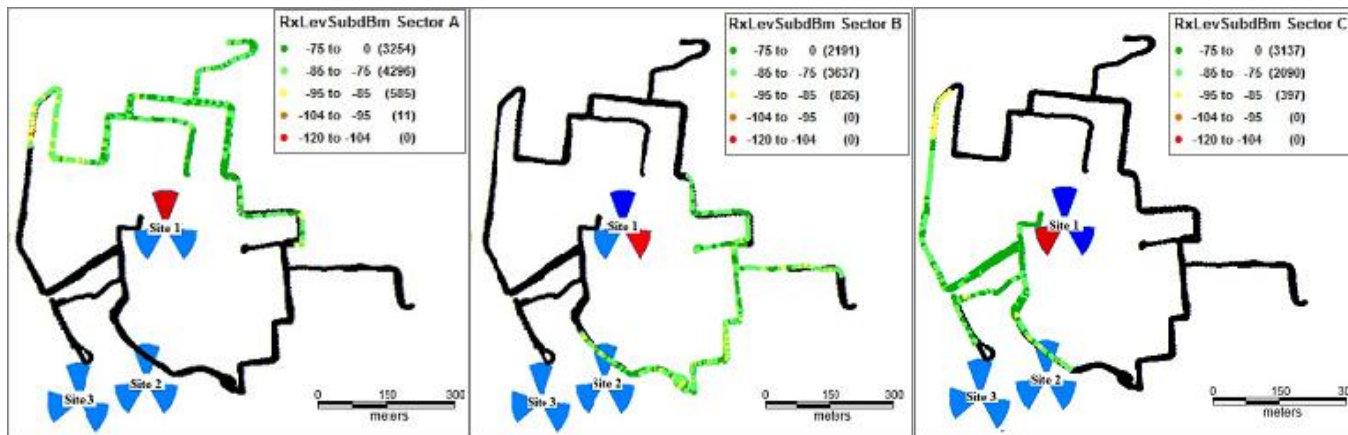 RxLevSubdBm Sector A
-75 to 0 (3254)
-85 to -75 (4296)
-95 to -85 (585)
-104 to -95 (11)
-120 to -104 (0)
Site 1
Site 2
Site 3
0 150 300
meters
RxLevSubdBm Sector B
-75 to 0 (2191)
-85 to -75 (3637)
-95 to -85 (826)
-104 to -95 (0)
-120 to -104 (0)
Site 1
Site 2
Site 3
0 150 300
meters
RxLevSubdBm Sector C
-75 to 0 (3137)
-85 to -75 (2090)
-95 to -85 (397)
-104 to -95 (0)
-120 to -104 (0)
Site 1
Site 2
Site 3
0 150 30
meters